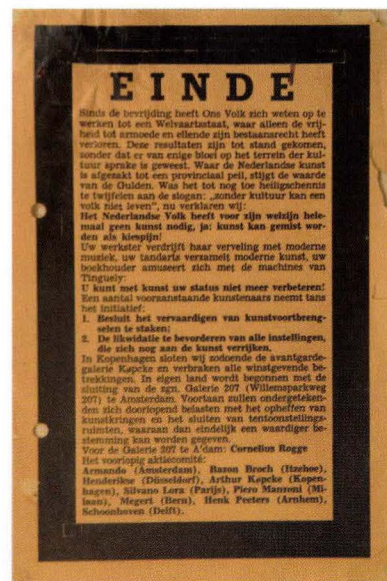 EINDE
Sinds de bevrijding heeft Ons Volk zich weten op te
werken tot een Welvaartsstaat, waar alleen de vrij-
heid tot armoede en ellende zijn bestaansrecht heeft
verloren. Deze resultaten zijn tot stand gekomen,
zonder dat er van enige bloei op het terrein der kul-
tuur sprake is geweest. Waar de Nederlandse kunst
is afgezakt tot een provinciaal peil, stijgt de waarde
van de Gulden. Was het tot nog toe heiligschennis
te twijfelen aan de slogan: „zonder kultuur kan een
volk niet leven”, nu verklaren wij:
Het Nederlandse Volk heeft voor zijn welzijn hele-
maal geen kunst nodig, ja: kunst kan gemist wor-
den als kiespijn!
Uw werkster verdrijft haar verveling met moderne
muziek, uw tandarts verzamelt moderne kunst, uw
boekhouder amuseert zich met de machines van
Tinguely:
U kunt met kunst uw status niet meer verbeteren!
Een aantal vooraanstaande kunstenaars neemt tans
het initiatief:
1. Besluit het vervaardigen van kunstvoortbreng-
selen te staken;
2. De likwidatie te bevorderen van alle instellingen,
die zich nog aan de kunst verrijken.
In Kopenhagen sloten wij zodoende de avantgarde-
galerie Køpcke en verbraken alle winstgevende be-
trekkingen. In eigen land wordt begonnen met de
sluiting van de zgn. Galerie 207 (Willemsparkweg
207) te Amsterdam. Voortaan zullen ondergeteken-
den zich doorlopend belasten met het opheffen van
kunstkringen en het sluiten van tentoonstellings-
ruimten, waaraan dan eindelijk een waardiger be-
stemming kan worden gegeven.
Voor de Galerie 207 te A'dam: Cornelius Rogge
Het voorlopig aktiecomité:
Armando (Amsterdam), Bazon Broch (Itzehoe),
Henderikse (Düsseldorf), Arthur Køpcke (Kopen-
hagen), Silvano Lora (Parijs), Piero Manzoni (Mi-
laan), Megert (Bern), Henk Peeters (Arnhem),
Schoonhoven (Delft).